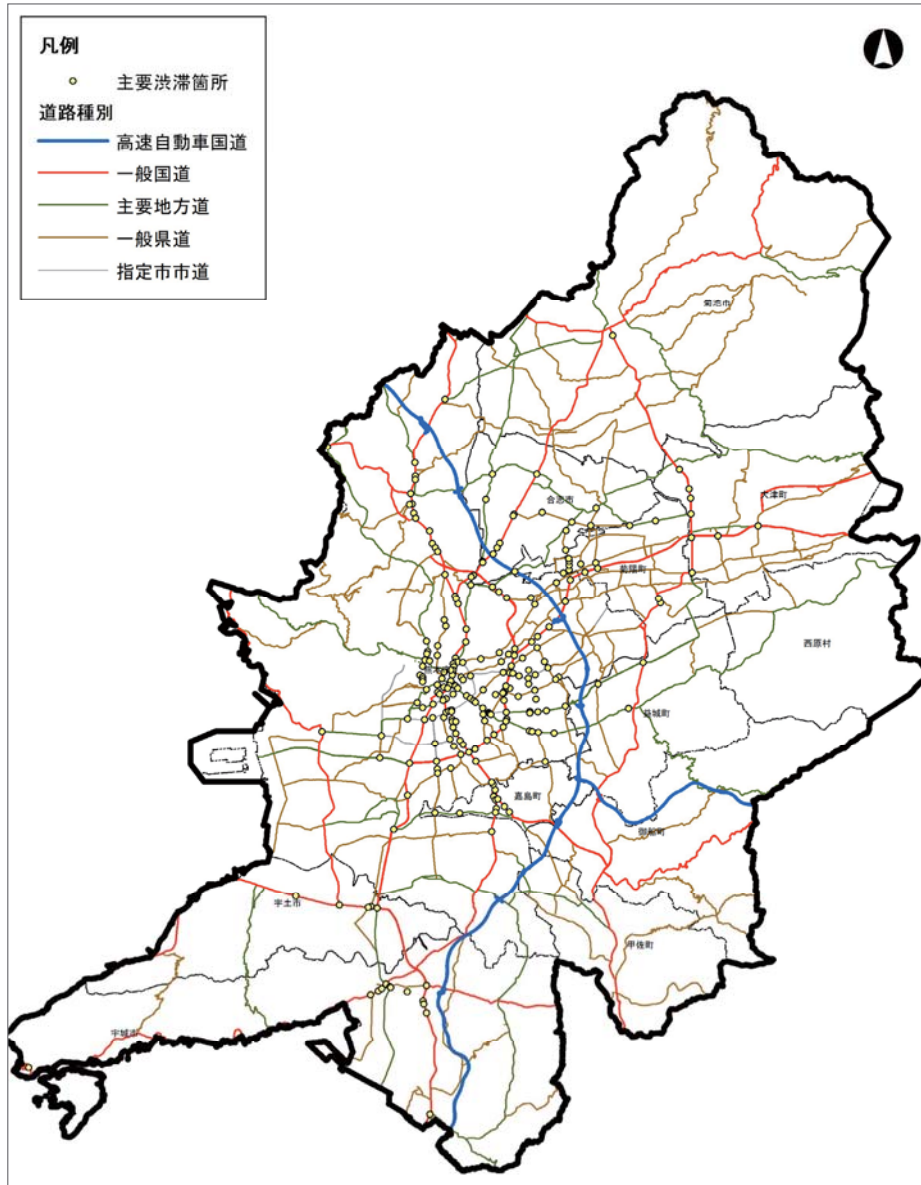 凡例
主要渋滞箇所
道路種別
高速自動車国道
一般国道
主要地方道
一般県道
指定市市道
菊池市
大津町
合志市
菊陽町
西原村
益城町
嘉島町
御船町
宇土市
甲佐町
宇城市